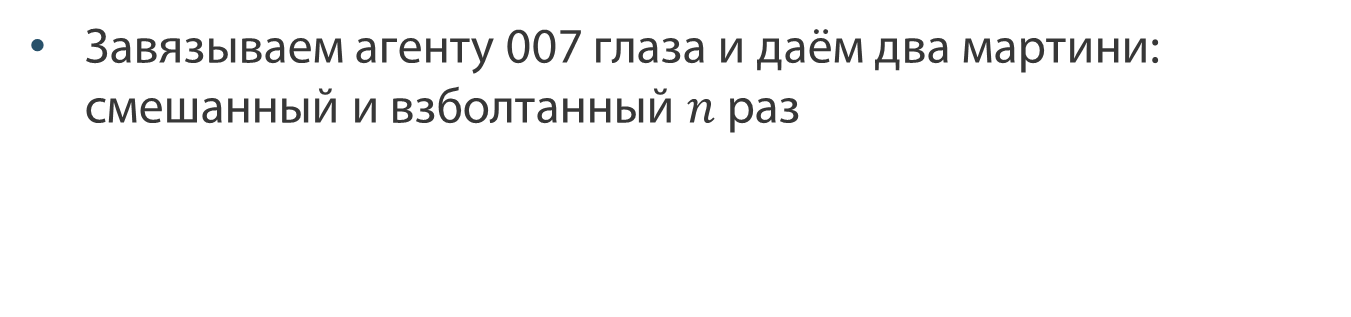 • Завязываем агенту 007 глаза и даём два мартини:
смешанный и взболтанный n раз